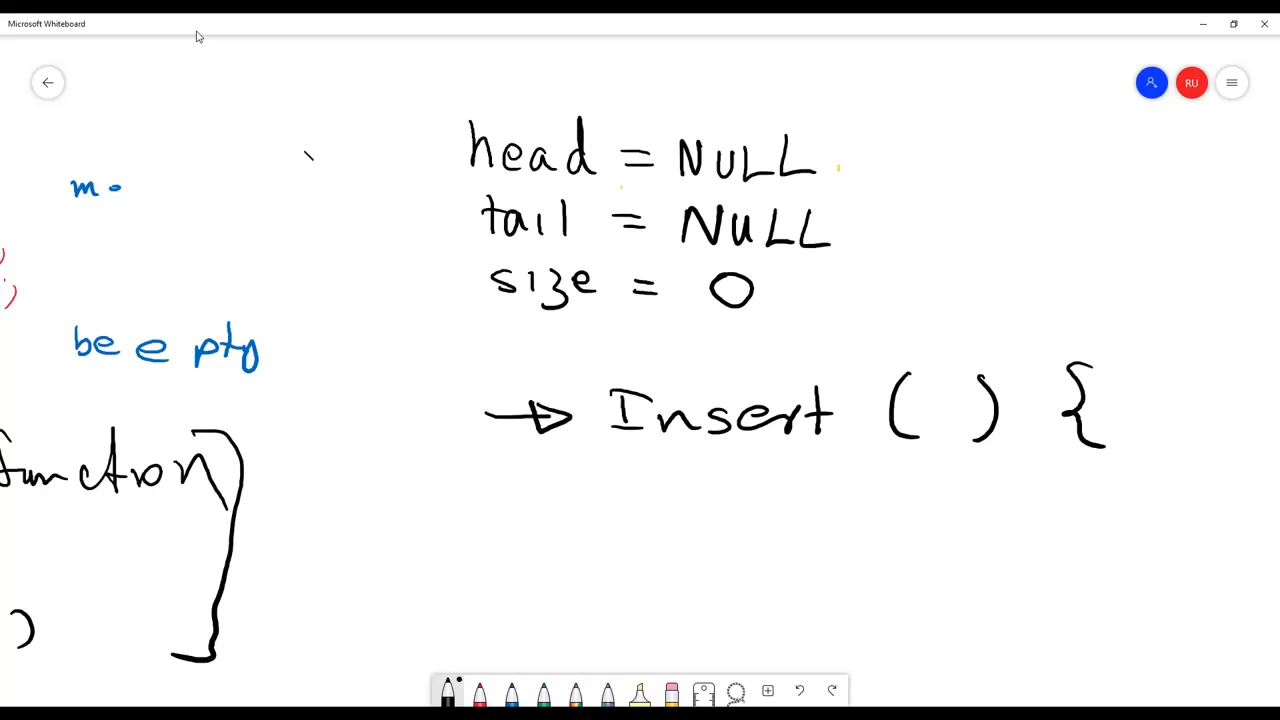 Microsoft Whiteboard
RU
head = NULL
tail = NULL
size = 0
m.
be e pty
→ Insert ( ) {
function
)